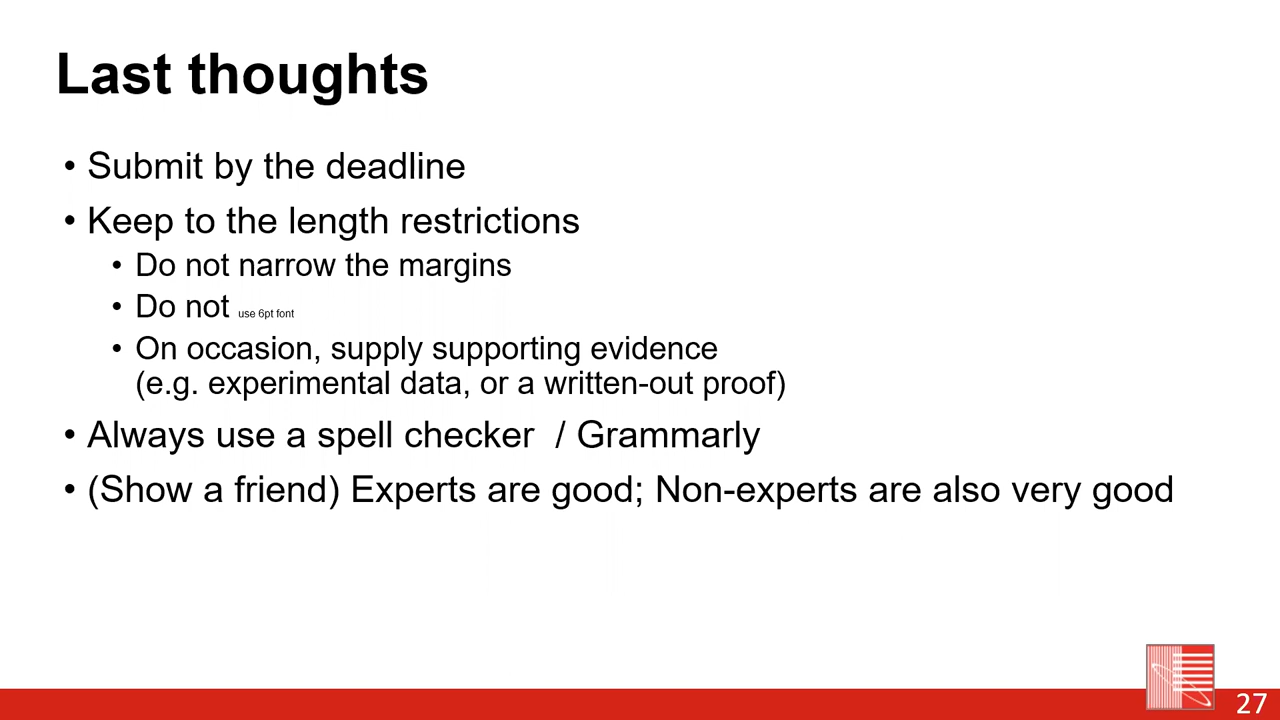 Last thoughts
• Submit by the deadline
• Keep to the length restrictions
• Do not narrow the margins
• Do not use 6pt font
• On occasion, supply supporting evidence
(e.g. experimental data, or a written-out proof)
• Always use a spell checker  / Grammarly
• (Show a friend) Experts are good; Non-experts are also very good
27